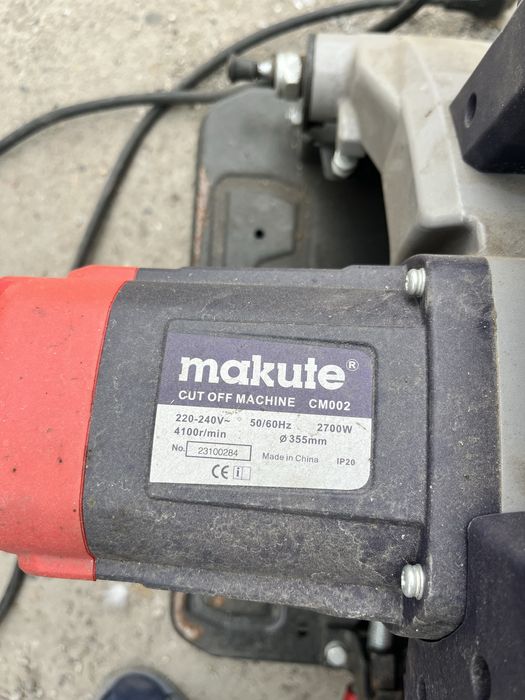 makute®
CUT OFF MACHINE CM002
220-240V~ 50/60Hz 2700W
4100r/min Ø355mm
No. 23100284 Made in China IP20
CE